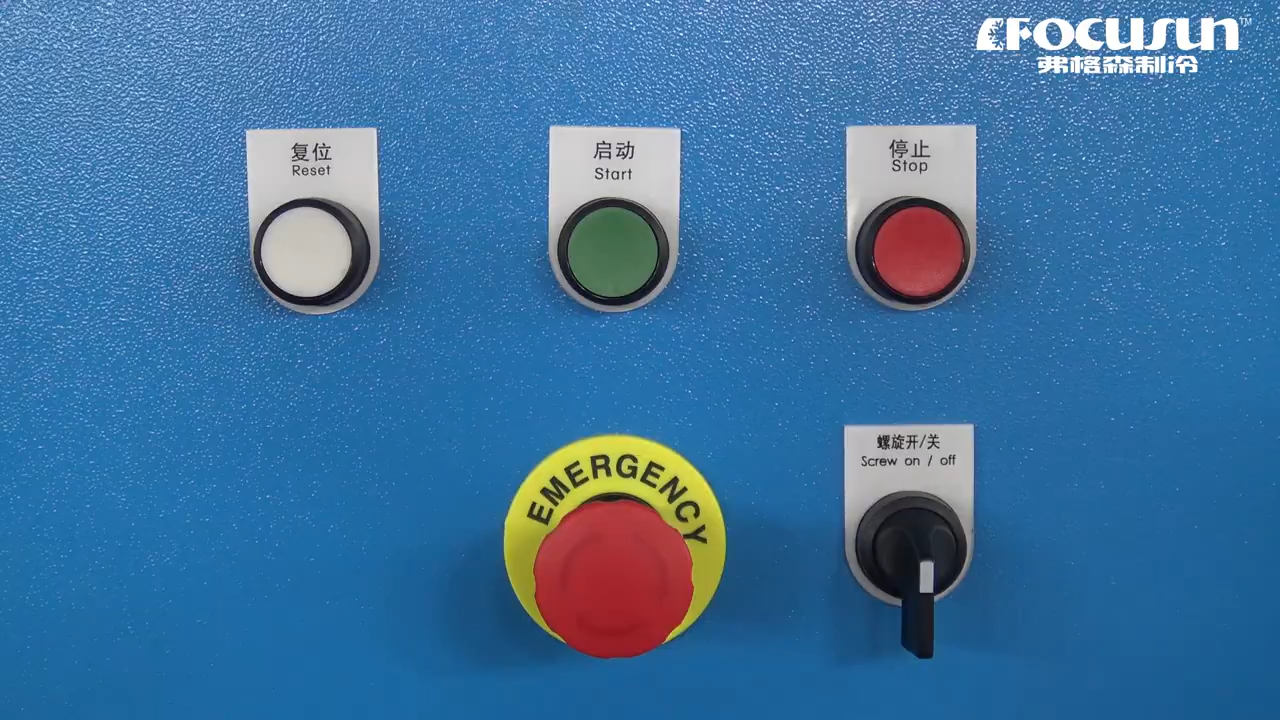 FOCUSUN™
弗格森制冷
复位
Reset
启动
Start
停止
Stop
EMERGENCY
螺旋开/关
Screw on / off